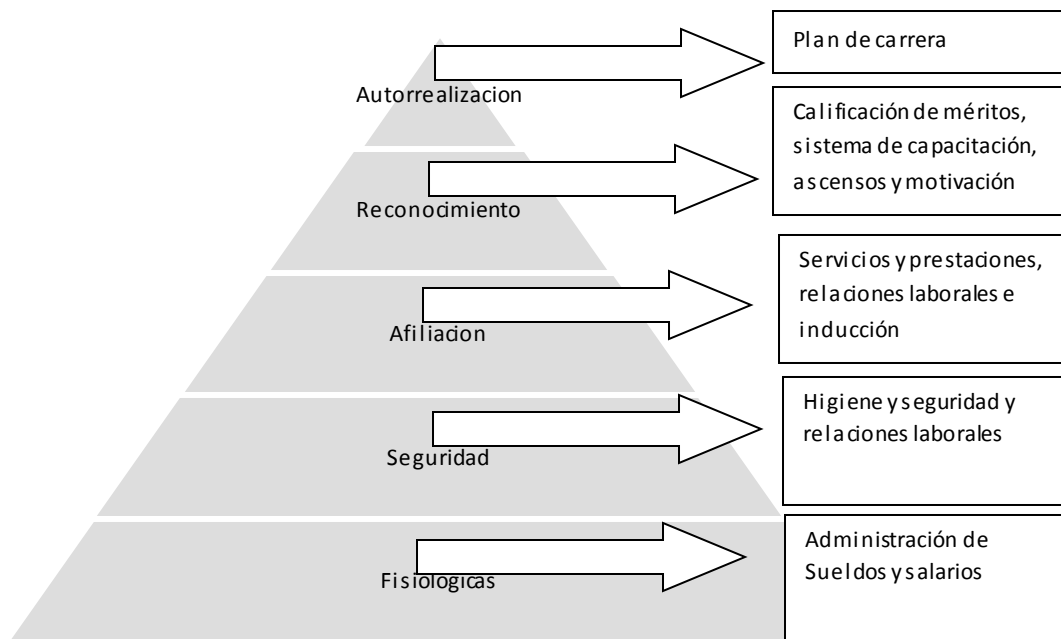 Plan de carrera
Autorrealizacion
Calificación de méritos,
sistema de capacitación,
ascensos y motivación
Reconocimiento
Servicios y prestaciones,
relaciones laborales e
inducción
Afiliacion
Higiene y seguridad y
relaciones laborales
Seguridad
Administración de
Sueldos y salarios
Fisiologicas